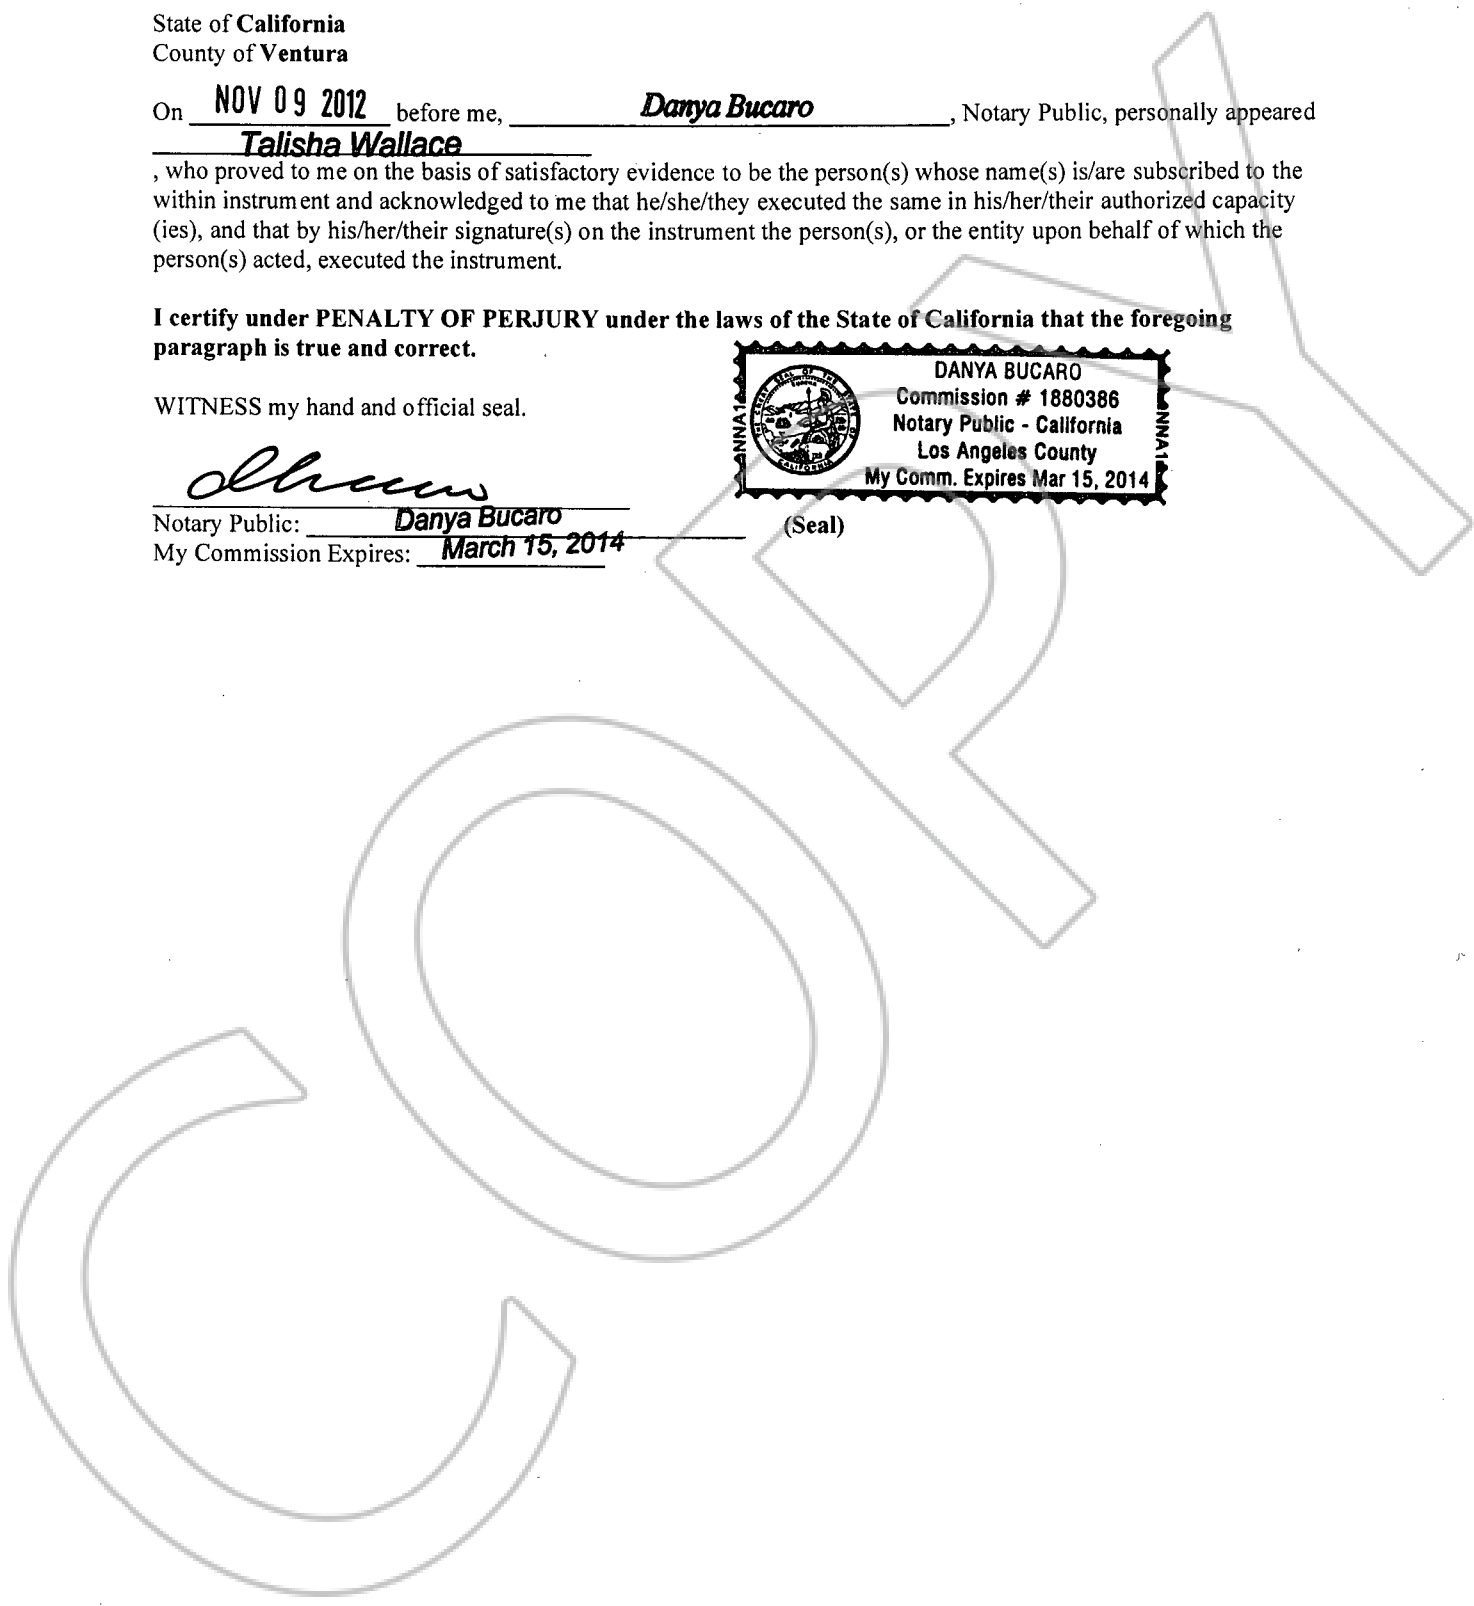 State of California
County of Ventura
On NOV 09 2012 before me, Danya Bucaro, Notary Public, personally appeared
Talisha Wallace
, who proved to me on the basis of satisfactory evidence to be the person(s) whose name(s) is/are subscribed to the
within instrument and acknowledged to me that he/she/they executed the same in his/her/their authorized capacity
(ies), and that by his/her/their signature(s) on the instrument the person(s), or the entity upon behalf of which the
person(s) acted, executed the instrument.
I certify under PENALTY OF PERJURY under the laws of the State of California that the foregoing
paragraph is true and correct.
WITNESS my hand and official seal.
DANYA BUCARO
Commission # 1880386
Notary Public - California
Los Angeles County
My Comm. Expires Mar 15, 2014
NNA1
NNA1
Notary Public: Danya Bucaro (Seal)
My Commission Expires: March 15, 2014
COPY